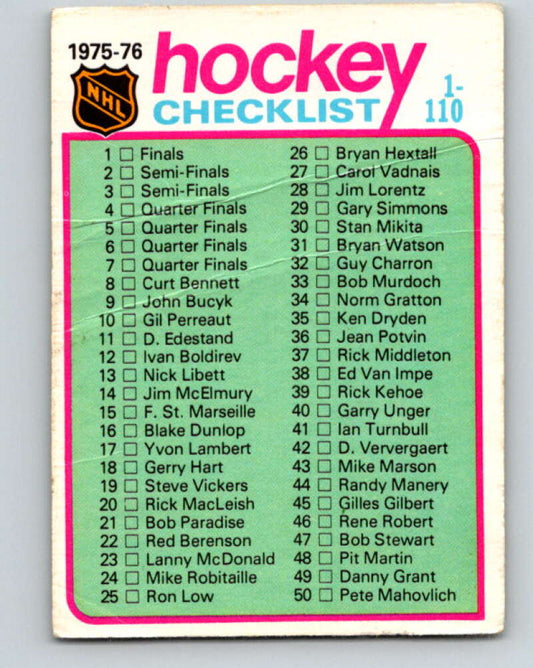 1975-76
hockey
NHL
CHECKLIST
1-
110
1 Finals
2 Semi-Finals
3 Semi-Finals
4 Quarter Finals
5 Quarter Finals
6 Quarter Finals
7 Quarter Finals
8 Curt Bennett
9 John Bucyk
10 Gil Perreaut
11 D. Edestand
12 Ivan Boldirev
13 Nick Libett
14 Jim McElmury
15 F. St. Marseille
16 Blake Dunlop
17 Yvon Lambert
18 Gerry Hart
19 Steve Vickers
20 Rick MacLeish
21 Bob Paradise
22 Red Berenson
23 Lanny McDonald
24 Mike Robitaille
25 Ron Low
26 Bryan Hextall
27 Carol Vadnais
28 Jim Lorentz
29 Gary Simmons
30 Stan Mikita
31 Bryan Watson
32 Guy Charron
33 Bob Murdoch
34 Norm Gratton
35 Ken Dryden
36 Jean Potvin
37 Rick Middleton
38 Ed Van Impe
39 Rick Kehoe
40 Garry Unger
41 Ian Turnbull
42 D. Ververgaert
43 Mike Marson
44 Randy Manery
45 Gilles Gilbert
46 Rene Robert
47 Bob Stewart
48 Pit Martin
49 Danny Grant
50 Pete Mahovlich